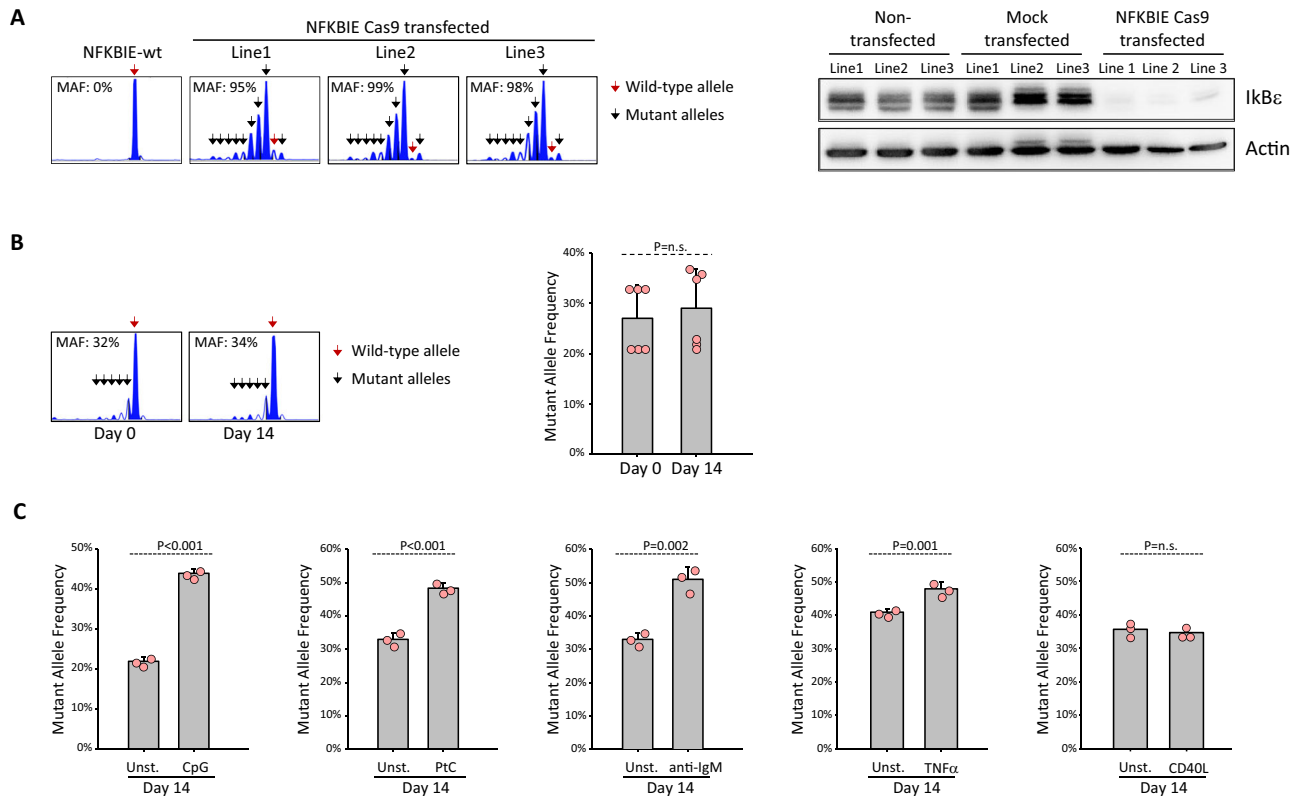 A
NFKBIE Cas9 transfected
NFKBIE-wt
Line1
Line2
Line3
MAF: 0%
MAF: 95%
MAF: 99%
MAF: 98%
Wild-type allele
Mutant alleles
Non-
transfected
Mock
transfected
NFKBIE Cas9
transfected
Line1 Line2 Line3 Line1 Line2 Line3 Line 1 Line 2 Line 3
IkBε
Actin
B
MAF: 32%
MAF: 34%
Day 0
Day 14
Wild-type allele
Mutant alleles
Mutant Allele Frequency
40%
30%
20%
10%
0%
P=n.s.
Day 0 Day 14
C
Mutant Allele Frequency
50%
40%
30%
20%
10%
0%
P<0.001
Unst. CpG
Day 14
Mutant Allele Frequency
60%
50%
40%
30%
20%
10%
0%
P<0.001
Unst. PtC
Day 14
Mutant Allele Frequency
60%
50%
40%
30%
20%
10%
0%
P=0.002
Unst. anti-IgM
Day 14
Mutant Allele Frequency
60%
50%
40%
30%
20%
10%
0%
P=0.001
Unst. TNFα
Day 14
Mutant Allele Frequency
60%
50%
40%
30%
20%
10%
0%
P=n.s.
Unst. CD40L
Day 14